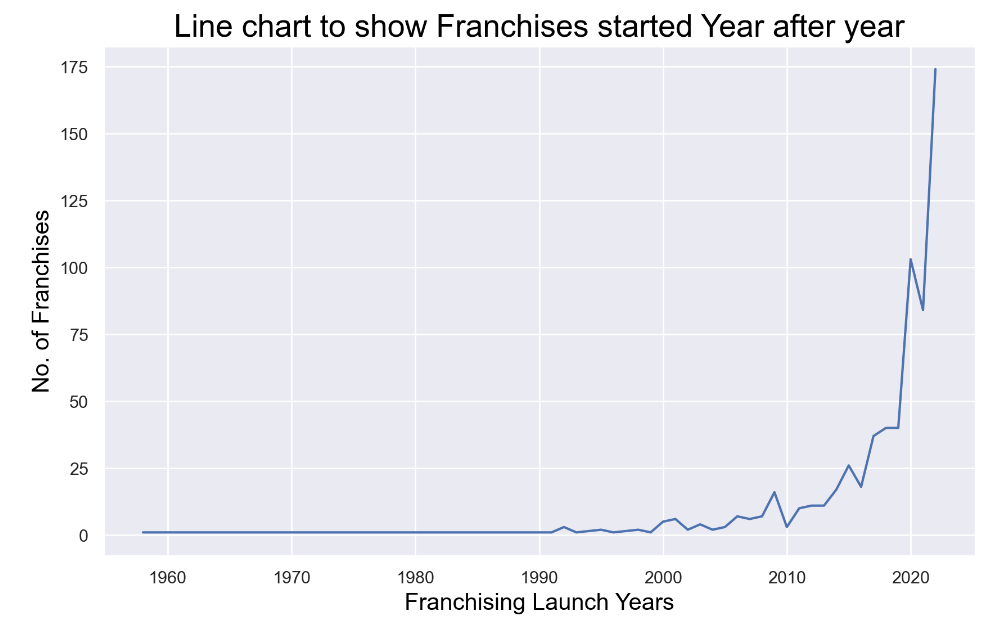 Line chart to show Franchises started Year after year
175
150
125
100
75
50
25
0
No. of Franchises
1960 1970 1980 1990 2000 2010 2020
Franchising Launch Years